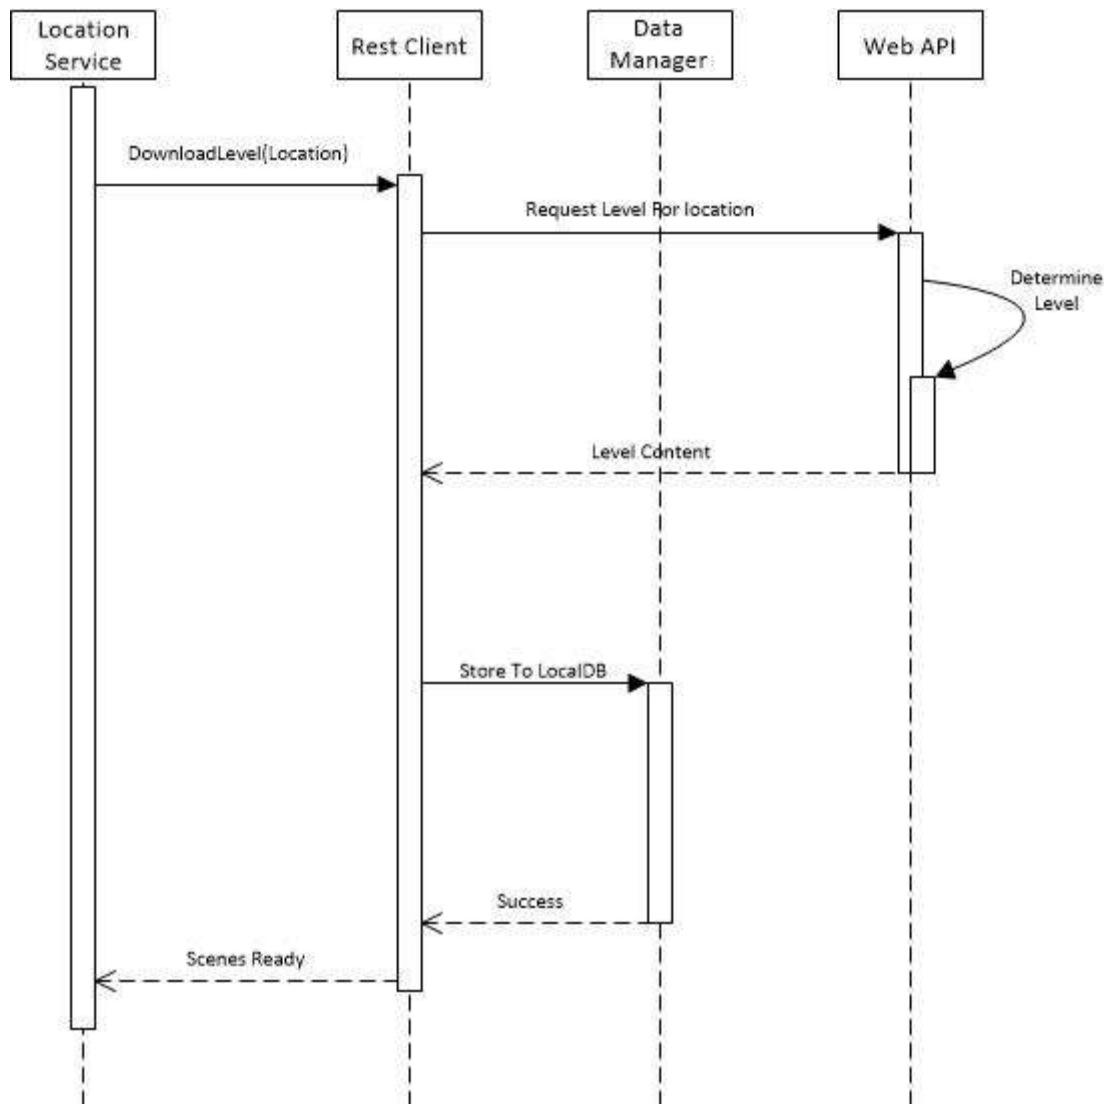 Location
Service
Rest Client
Data
Manager
Web API
DownloadLevel(Location)
Request Level For location
Determine
Level
Level Content
Store To LocalDB
Success
Scenes Ready